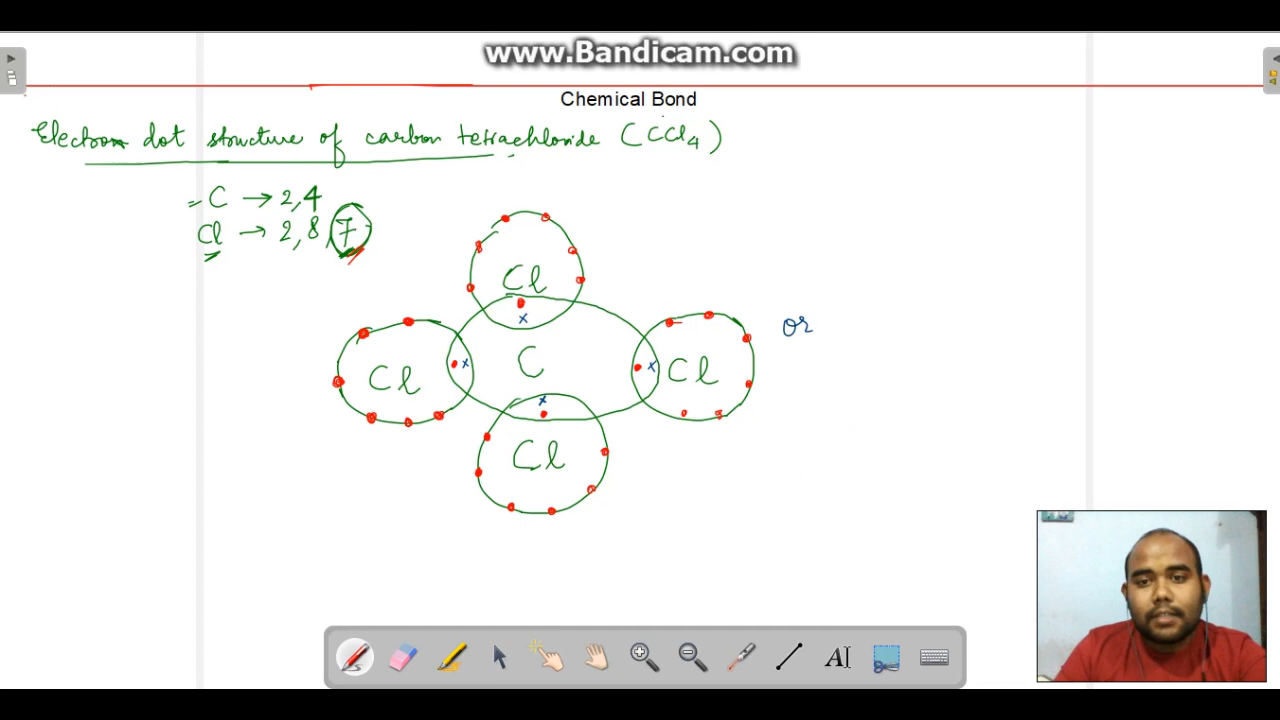 www.Bandicam.com
Chemical Bond
Electron dot structure of carbon tetrachloride (CCl4)
C → 2,4
Cl → 2,8,7
Cl
Cl x C x Cl or
Cl
AI